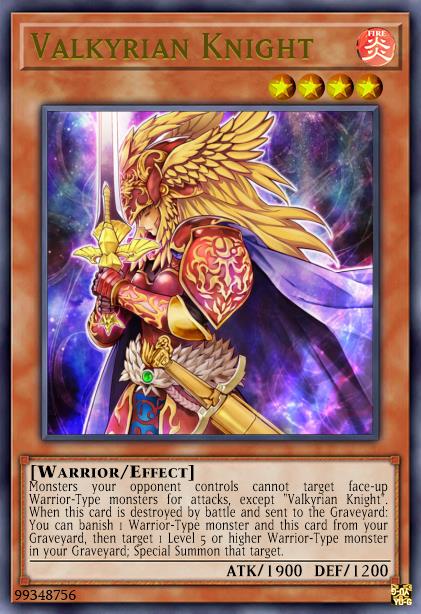 VALKYRIAN KNIGHT
FIRE
炎
[WARRIOR/EFFECT]
Monsters your opponent controls cannot target face-up
Warrior-Type monsters for attacks, except "Valkyrian Knight".
When this card is destroyed by battle and sent to the Graveyard:
You can banish 1 Warrior-Type monster and this card from your
Graveyard, then target 1 Level 5 or higher Warrior-Type monster
in your Graveyard; Special Summon that target.
ATK/1900 DEF/1200
99348756